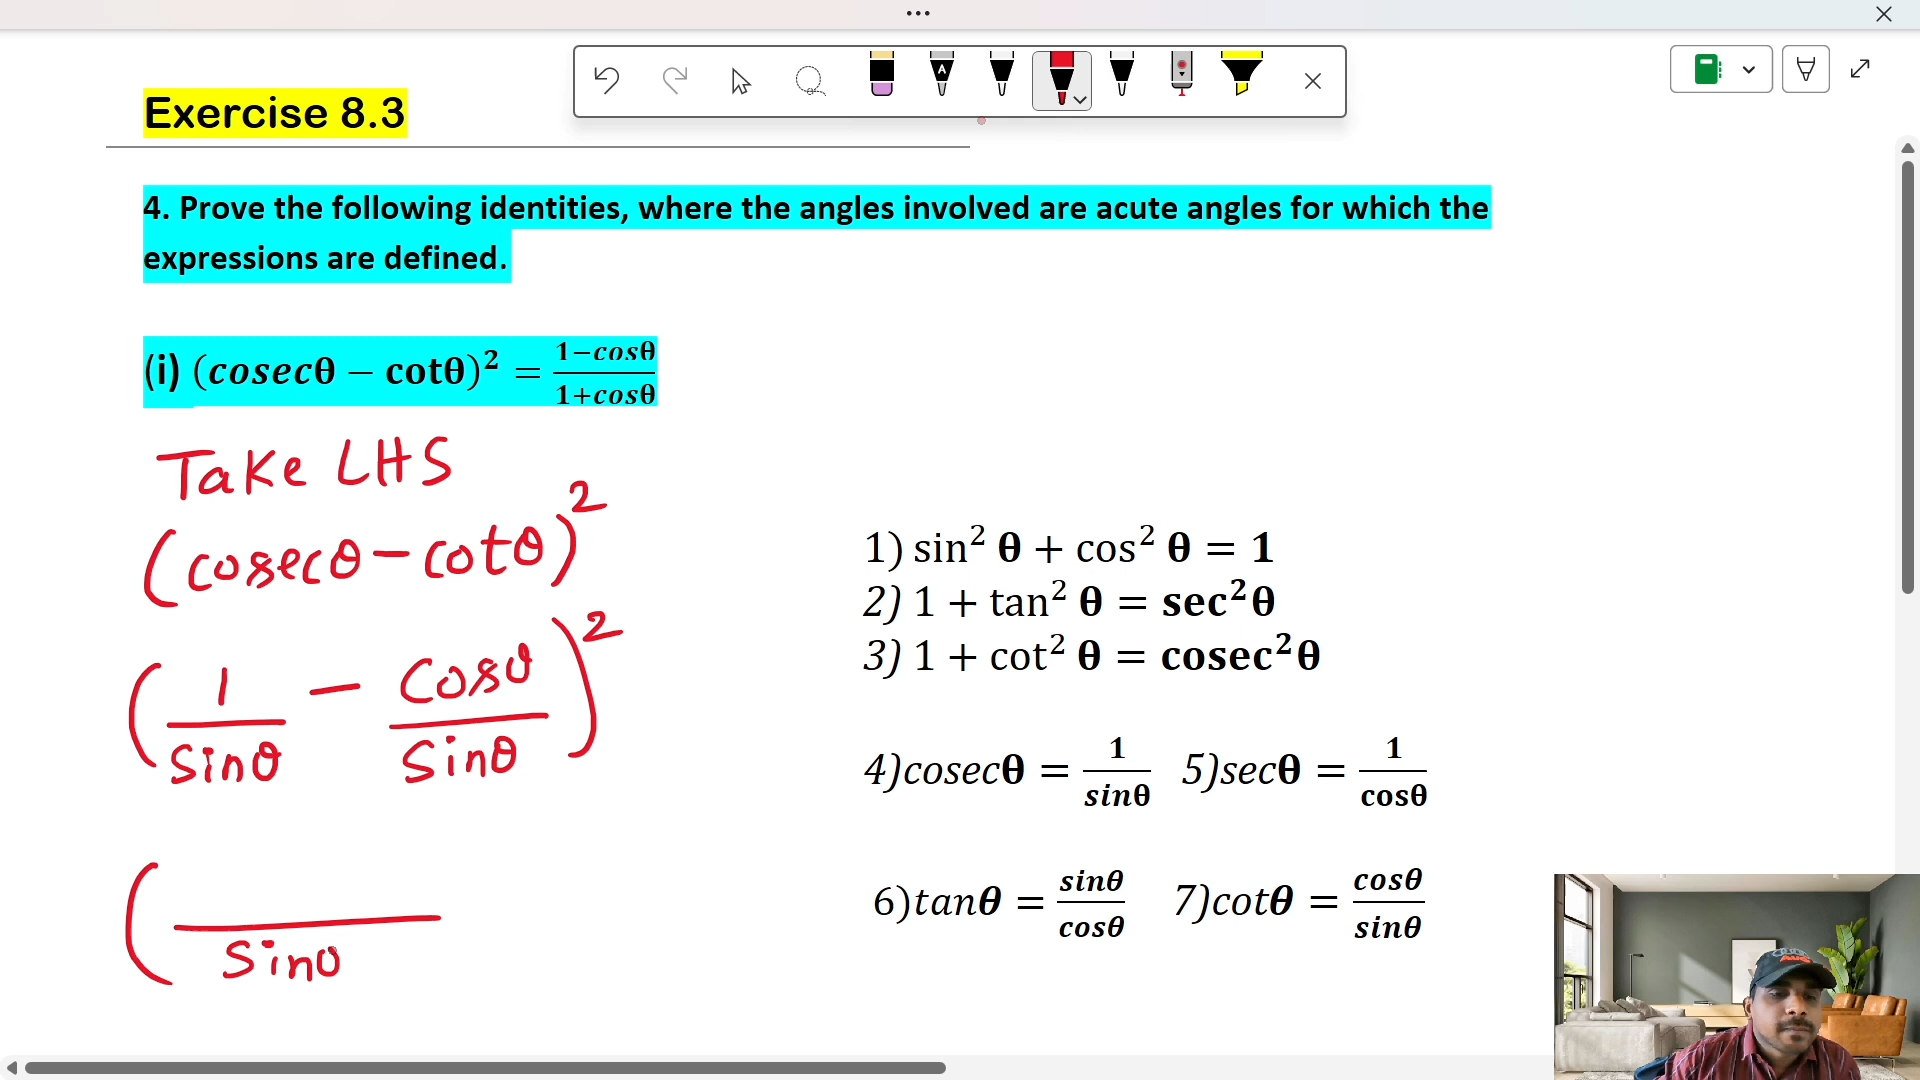 Exercise 8.3
4. Prove the following identities, where the angles involved are acute angles for which the
expressions are defined.
(i) (cosecθ − cotθ)² = (1−cosθ)/(1+cosθ)
Take LHS
(cosecθ − cotθ)²
(1/sinθ − cosθ/sinθ)²
( /sinθ
1) sin² θ + cos² θ = 1
2) 1 + tan² θ = sec²θ
3) 1 + cot² θ = cosec²θ
4)cosecθ = 1/sinθ 5)secθ = 1/cosθ
6)tanθ = sinθ/cosθ 7)cotθ = cosθ/sinθ